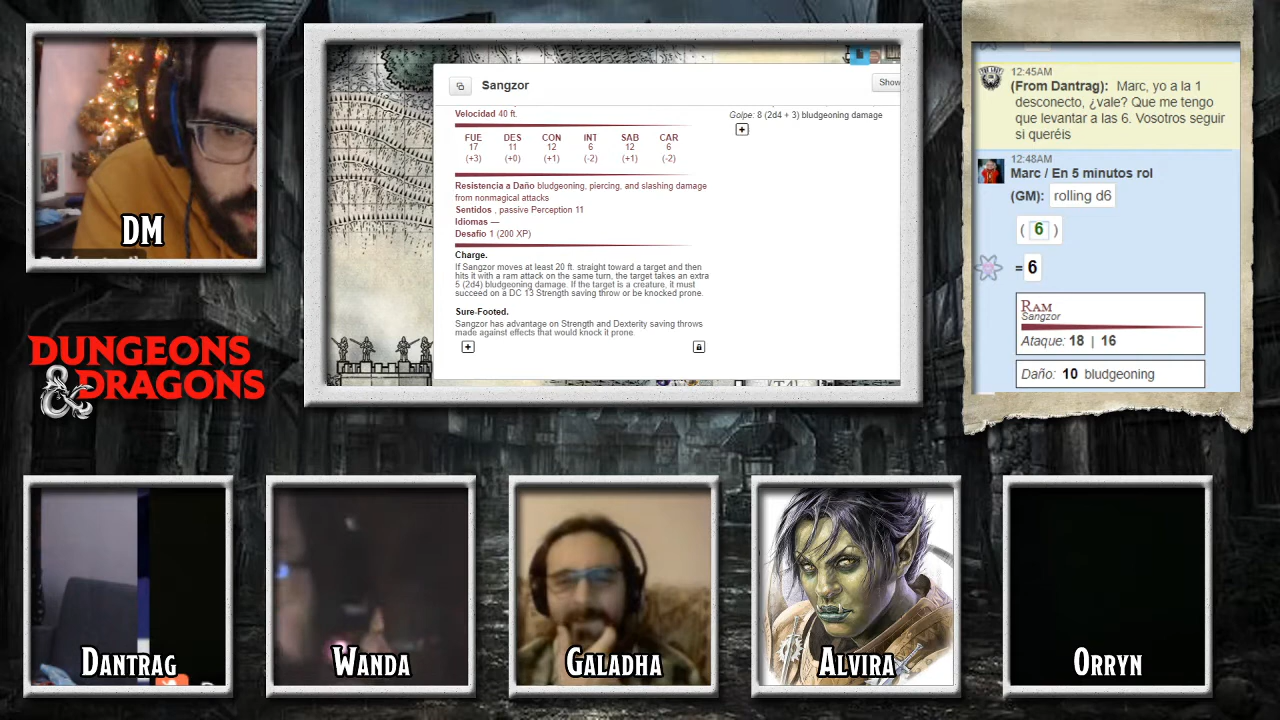 DM
DUNGEONS
& DRAGONS
Sangzor
Show
Velocidad 40 ft.
FUE DES CON INT SAB CAR
17 11 12 6 12 6
(+3) (+0) (+1) (-2) (+1) (-2)
Resistencia a Daño bludgeoning, piercing, and slashing damage
from nonmagical attacks
Sentidos , passive Perception 11
Idiomas —
Desafío 1 (200 XP)
Charge.
If Sangzor moves at least 20 ft. straight toward a target and then
hits it with a ram attack on the same turn, the target takes an extra
5 (2d4) bludgeoning damage. If the target is a creature, it must
succeed on a DC 13 Strength saving throw or be knocked prone.
Sure-Footed.
Sangzor has advantage on Strength and Dexterity saving throws
made against effects that would knock it prone.
Golpe: 8 (2d4 + 3) bludgeoning damage
12:45AM
(From Dantrag): Marc, yo a la 1
desconecto, ¿vale? Que me tengo
que levantar a las 6. Vosotros seguir
si queréis
12:48AM
Marc / En 5 minutos rol
(GM): rolling d6
( 6 )
= 6
RAM
Sangzor
Ataque: 18 | 16
Daño: 10 bludgeoning
DANTRAG
WANDA
GALADHA
ALVIRA
ORRYN